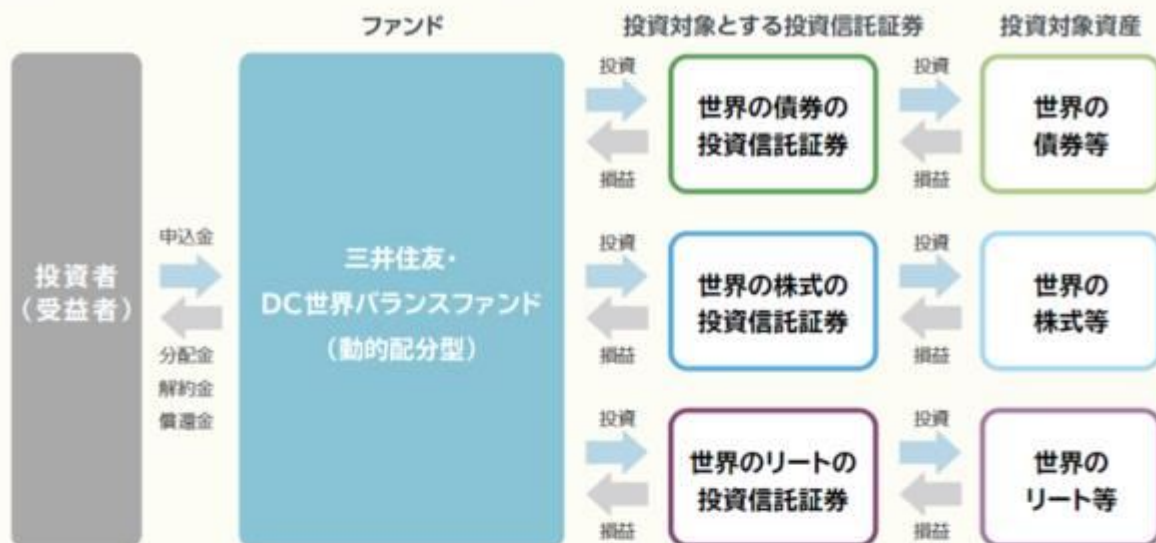 ファンド
投資対象とする投資信託証券
投資対象資産
投資者
（受益者）
申込金
分配金
解約金
償還金
三井住友・
DC世界バランスファンド
（動的配分型）
投資
損益
世界の債券の
投資信託証券
投資
損益
世界の
債券等
投資
損益
世界の株式の
投資信託証券
投資
損益
世界の
株式等
投資
損益
世界のリートの
投資信託証券
投資
損益
世界の
リート等